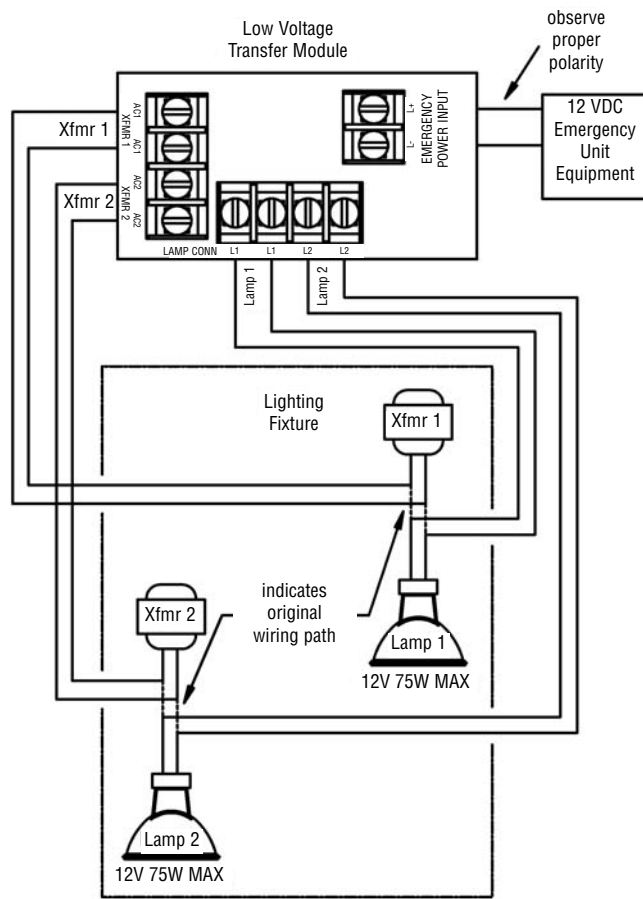 Low Voltage
Transfer Module
observe
proper
polarity
12 VDC
Emergency
Unit
Equipment
Xfmr 1
Xfmr 2
AC1
AC1
AC2
AC2
XFMR 1
XFMR 2
L+
L-
EMERGENCY
POWER INPUT
LAMP CONN
L1
L1
L2
L2
Lamp 1
Lamp 2
Lighting
Fixture
Xfmr 1
Xfmr 2
indicates
original
wiring path
Lamp 1
12V 75W MAX
Lamp 2
12V 75W MAX